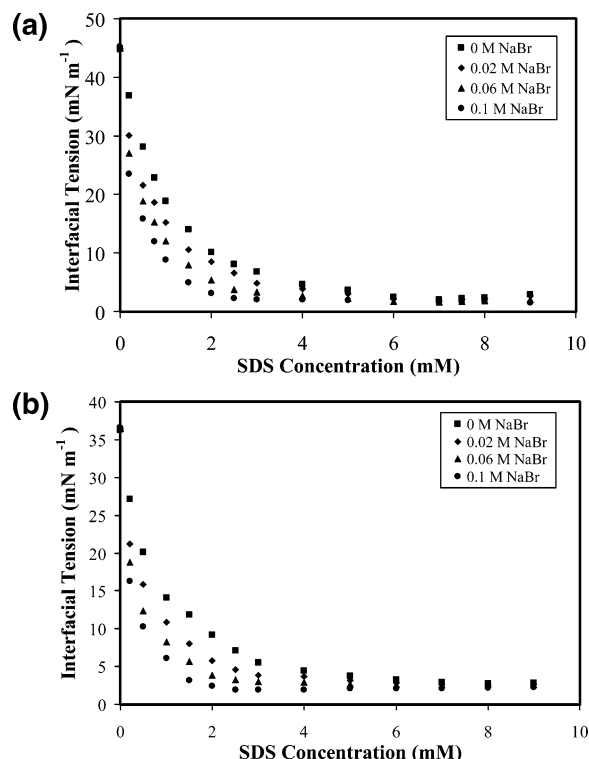 (a)
50
40
30
20
10
0
Interfacial Tension (mN m⁻¹)
0 M NaBr
0.02 M NaBr
0.06 M NaBr
0.1 M NaBr
0 2 4 6 8 10
SDS Concentration (mM)
(b)
40
35
30
25
20
15
10
5
0
Interfacial Tension (mN m⁻¹)
0 M NaBr
0.02 M NaBr
0.06 M NaBr
0.1 M NaBr
0 2 4 6 8 10
SDS Concentration (mM)